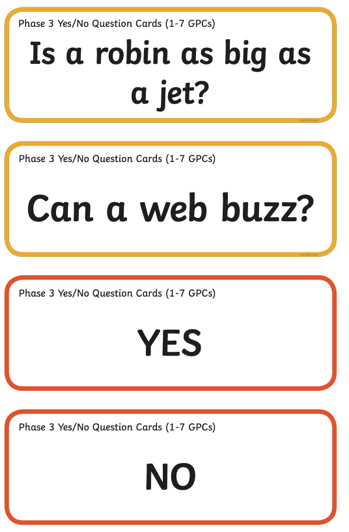 Phase 3 Yes/No Question Cards (1-7 GPCs)
Is a robin as big as
a jet?
Phase 3 Yes/No Question Cards (1-7 GPCs)
Can a web buzz?
Phase 3 Yes/No Question Cards (1-7 GPCs)
YES
Phase 3 Yes/No Question Cards (1-7 GPCs)
NO